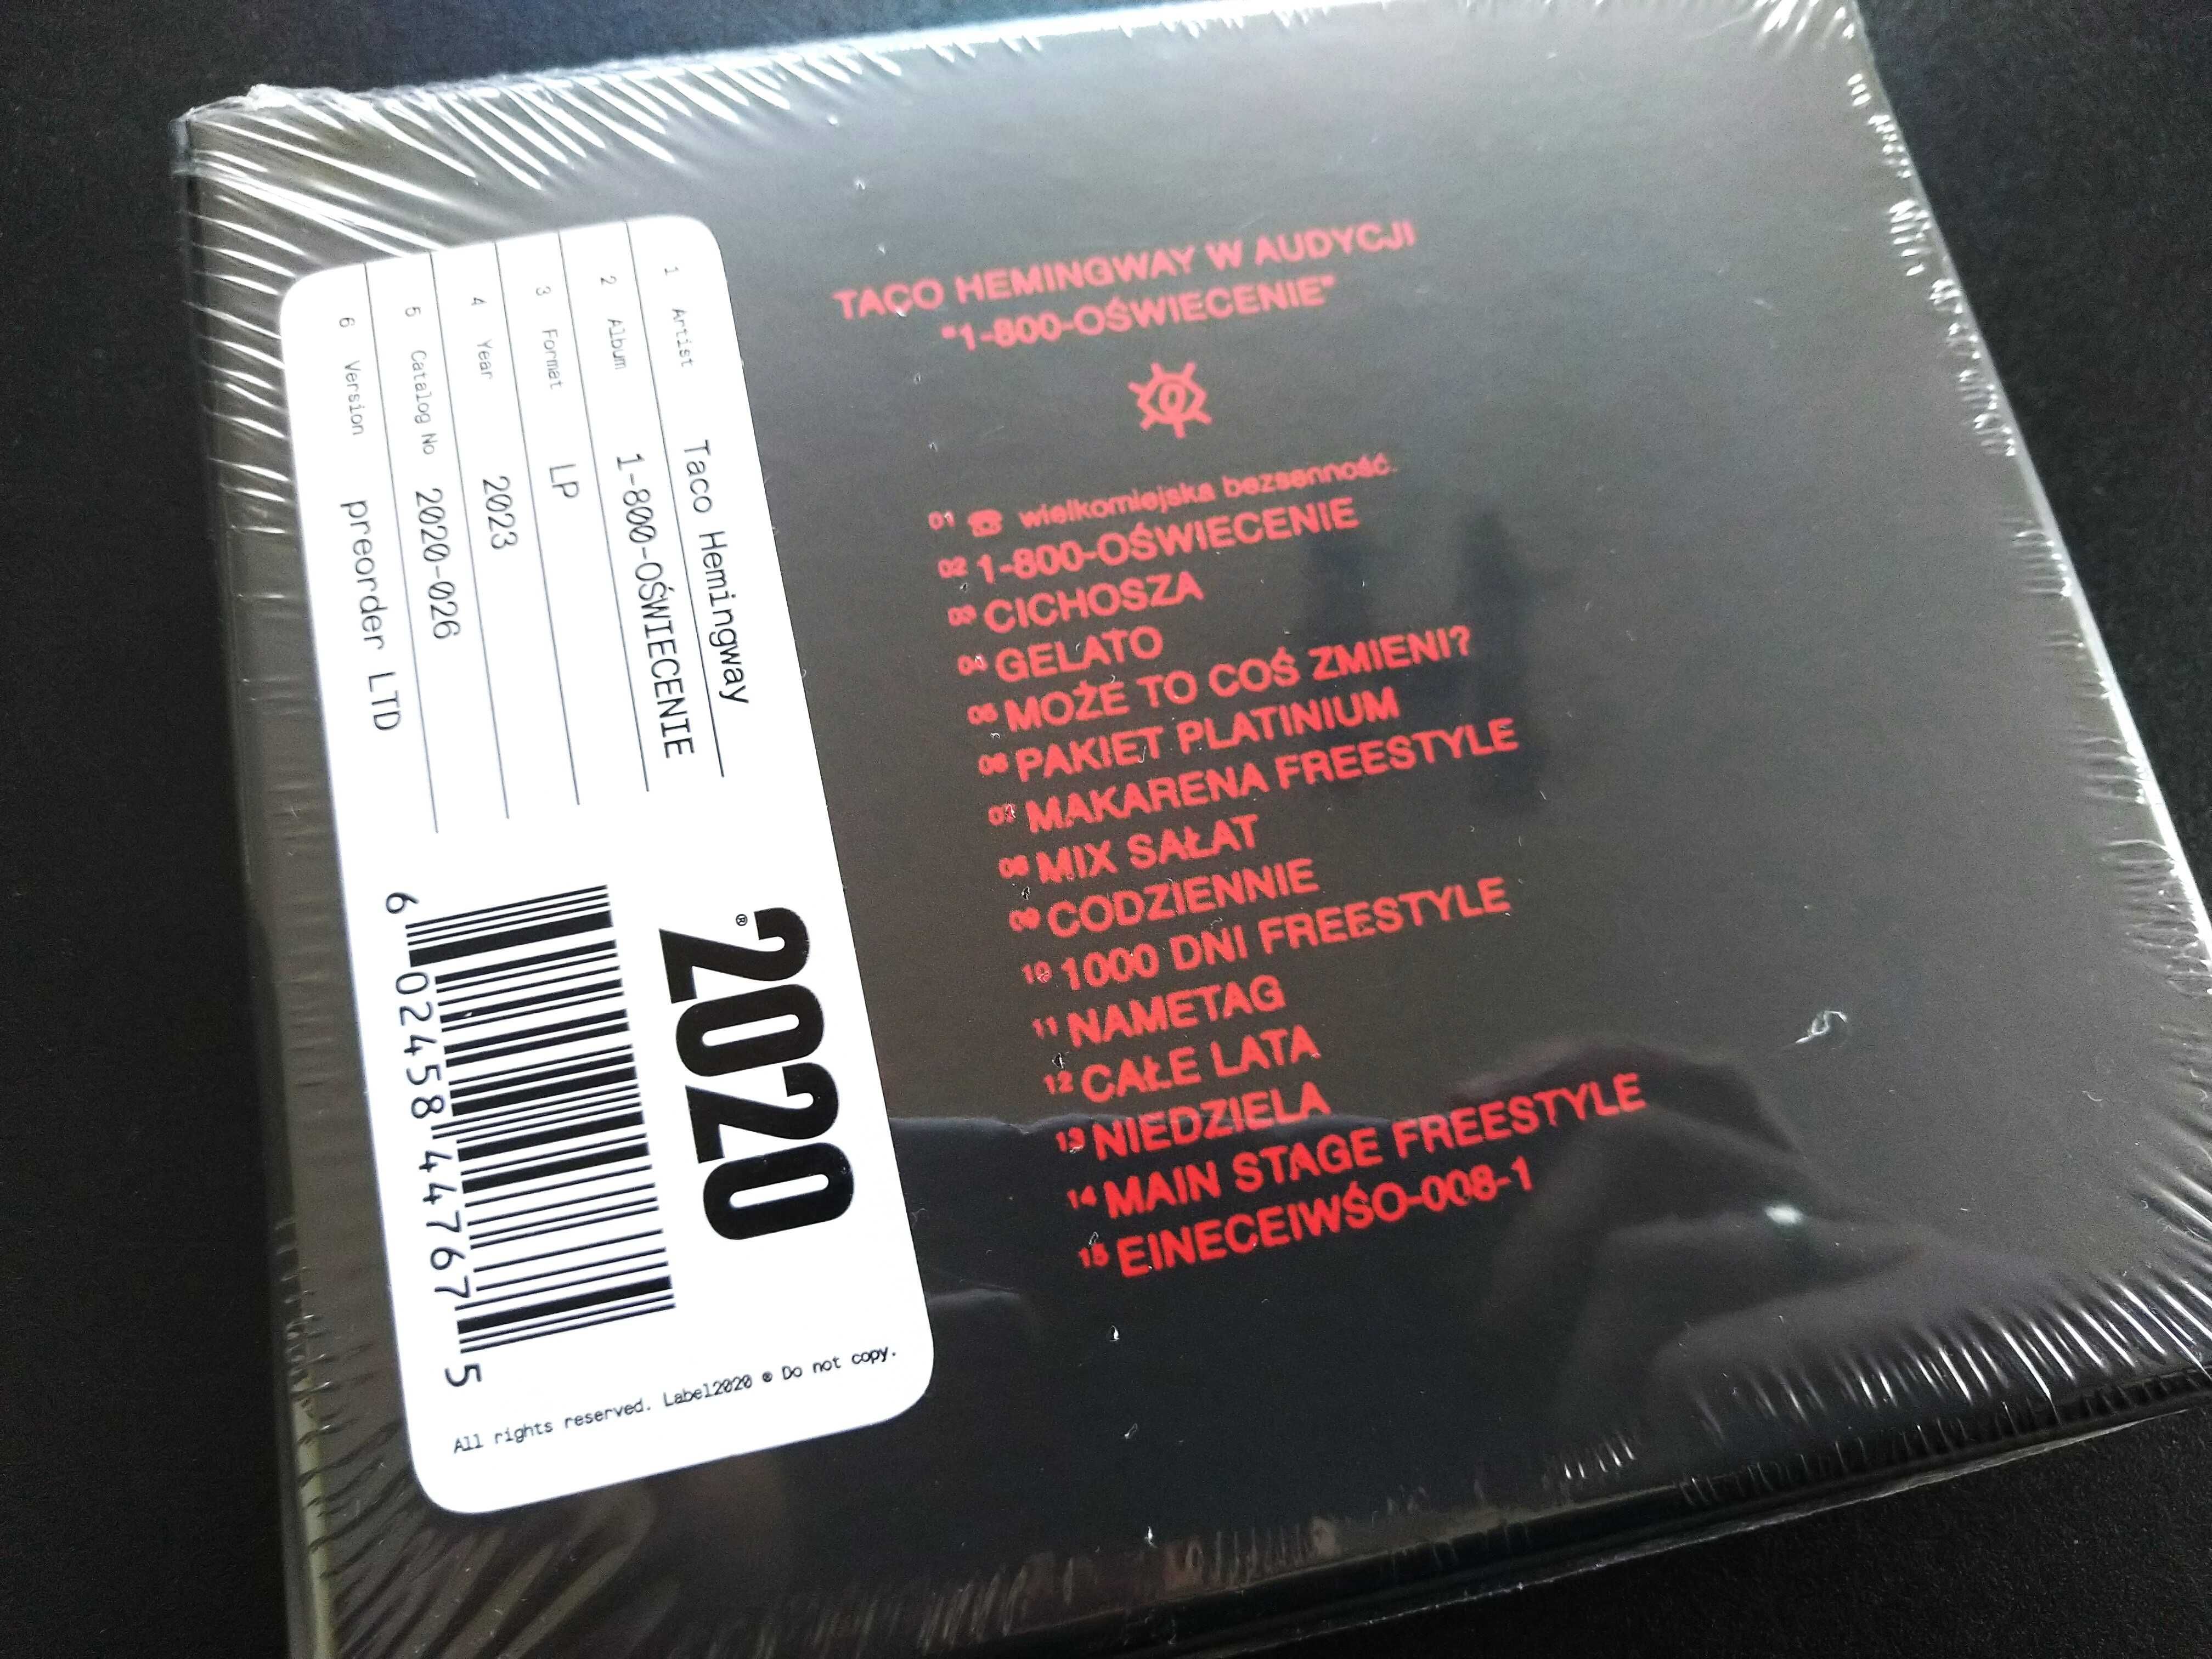 TACO HEMINGWAY W AUDYCJI
"1-800-OŚWIECENIE"
01 ☎ wielkomiejska bezsenność.
02 1-800-OŚWIECENIE
03 CICHOSZA
04 GELATO
05 MOŻE TO COŚ ZMIENI?
06 PAKIET PLATINIUM
07 MAKARENA FREESTYLE
08 MIX SAŁAT
09 CODZIENNIE
10 1000 DNI FREESTYLE
11 NAMETAG
12 CAŁE LATA
13 NIEDZIELA
14 MAIN STAGE FREESTYLE
15 EINECEIWŚO-008-1
1 Artist Taco Hemingway
2 Album 1-800-OŚWIECENIE
3 Format LP
4 Year 2023
5 Catalog No 2020-026
6 Version preorder LTD
®2020
6 02458 44767 5
All rights reserved. Label2020 ® Do not copy.